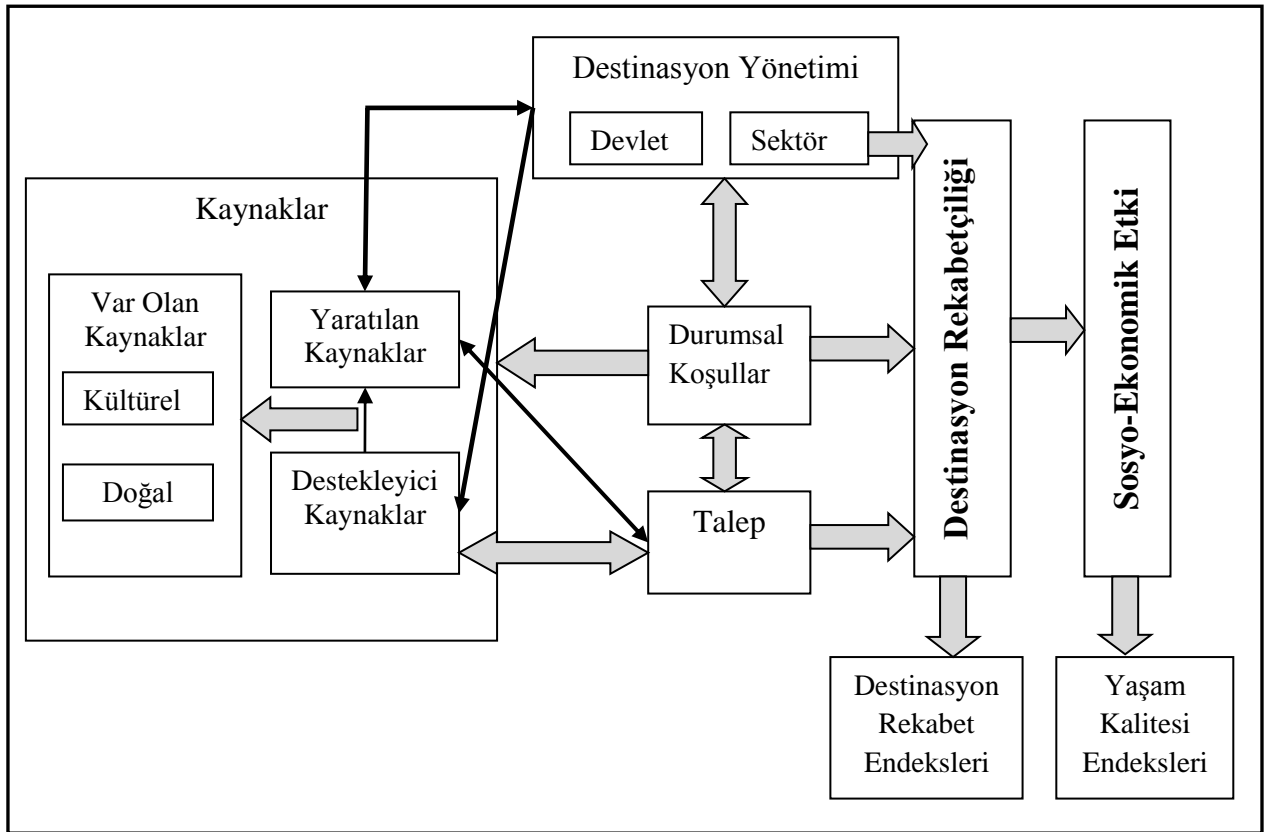 Destinasyon Yönetimi
Devlet
Sektör
Kaynaklar
Var Olan
Kaynaklar
Kültürel
Doğal
Yaratılan
Kaynaklar
Destekleyici
Kaynaklar
Durumsal
Koşullar
Talep
Destinasyon Rekabetçiliği
Sosyo-Ekonomik Etki
Destinasyon
Rekabet
Endeksleri
Yaşam
Kalitesi
Endeksleri